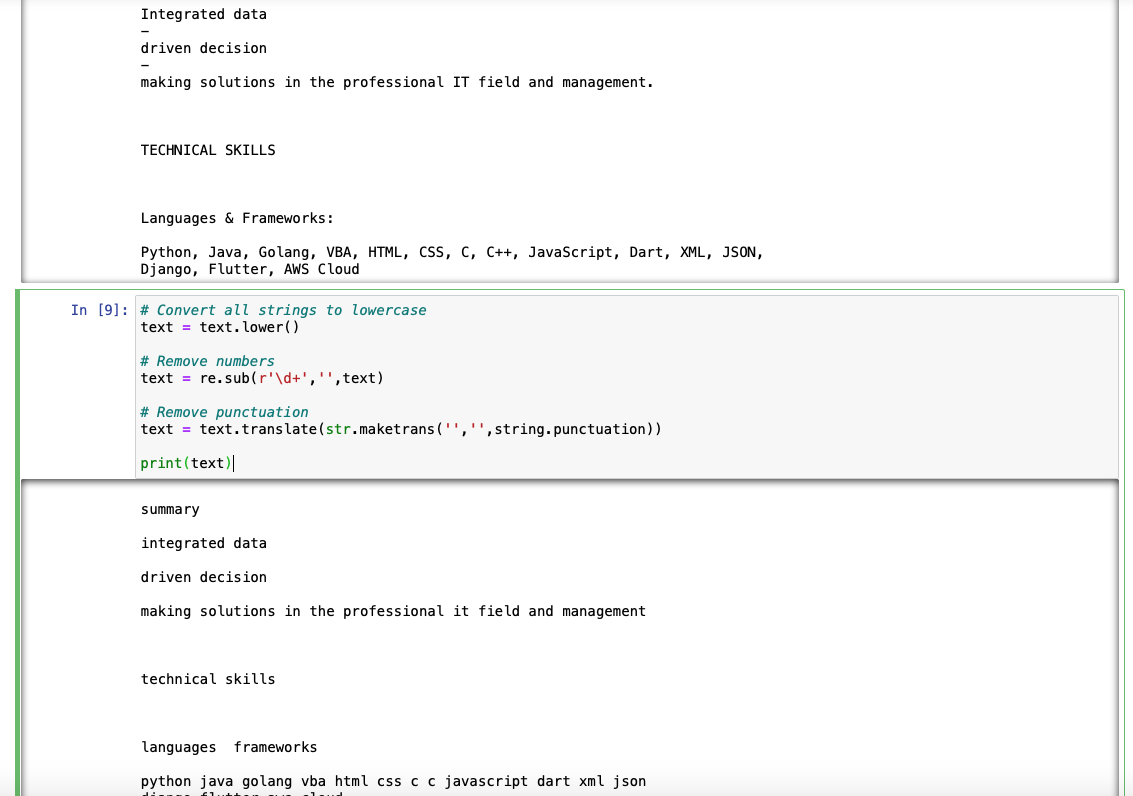 Integrated data
-
driven decision
-
making solutions in the professional IT field and management.
TECHNICAL SKILLS
Languages & Frameworks:
Python, Java, Golang, VBA, HTML, CSS, C, C++, JavaScript, Dart, XML, JSON,
Django, Flutter, AWS Cloud
In [9]: # Convert all strings to lowercase
text = text.lower()
# Remove numbers
text = re.sub(r'\d+','',text)
# Remove punctuation
text = text.translate(str.maketrans('','',string.punctuation))
print(text)
summary
integrated data
driven decision
making solutions in the professional it field and management
technical skills
languages  frameworks
python java golang vba html css c c javascript dart xml json
django flutter aws cloud